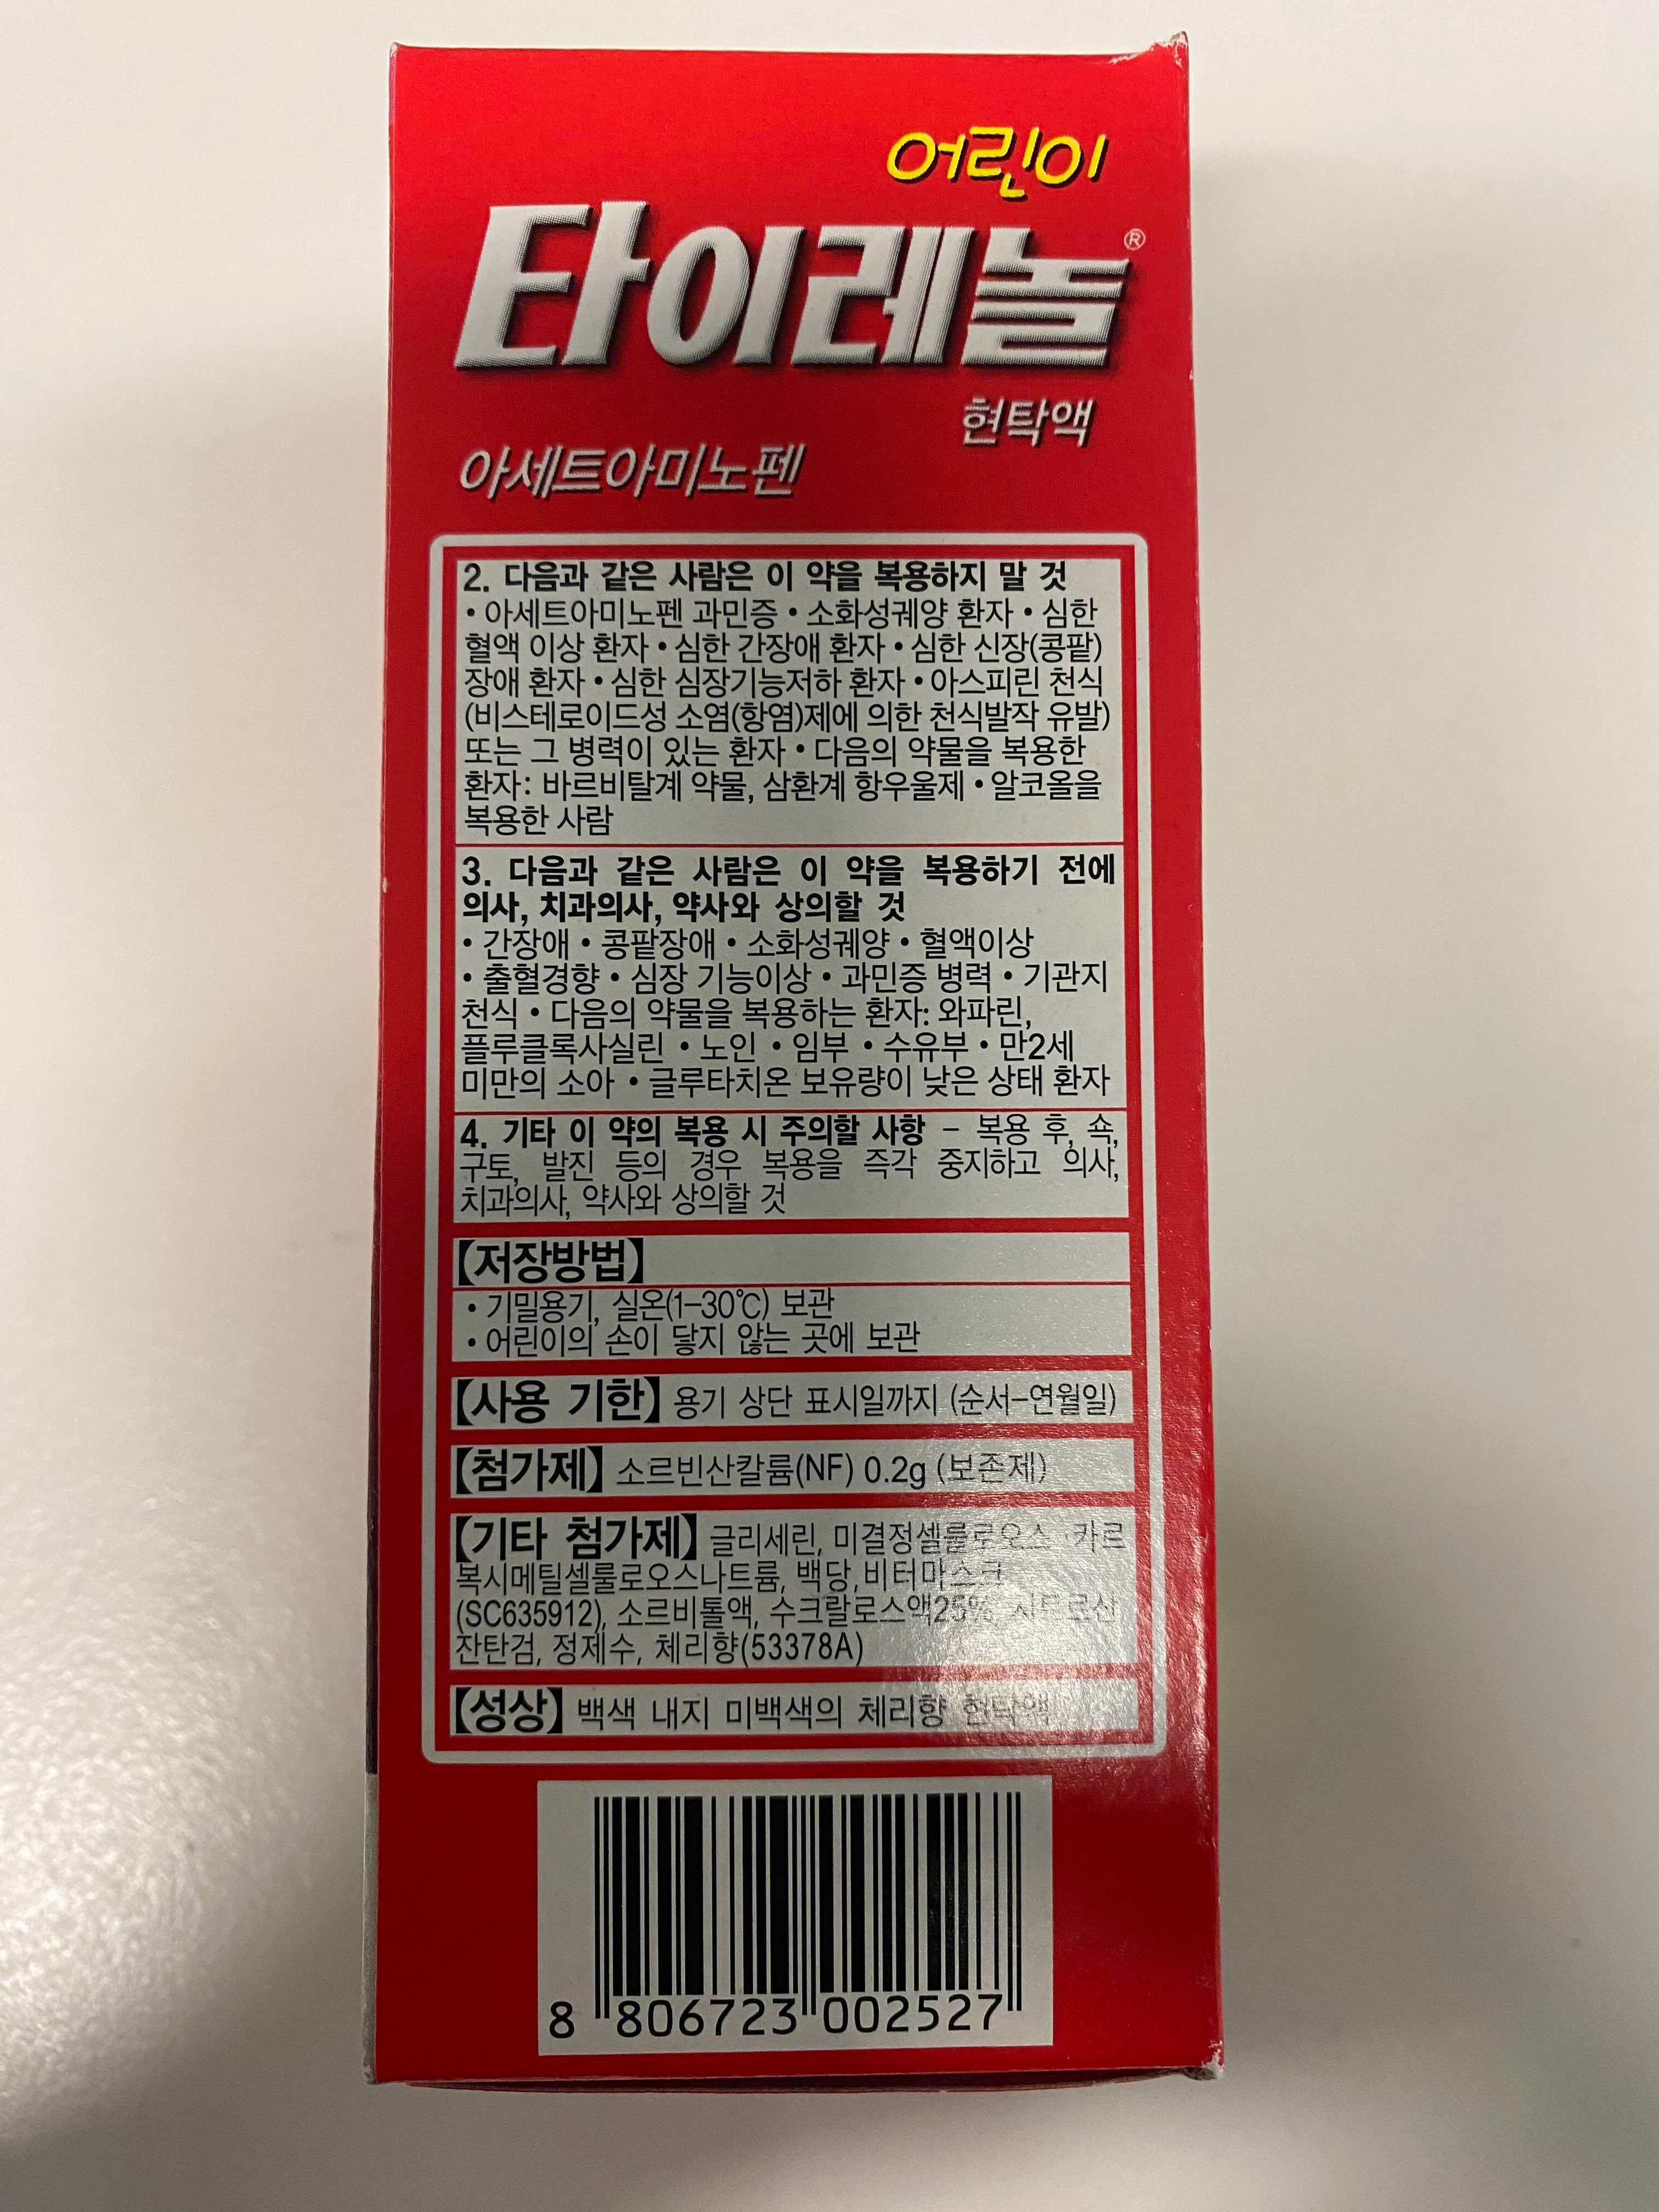 어린이
타이레놀®
현탁액
아세트아미노펜
2. 다음과 같은 사람은 이 약을 복용하지 말 것
• 아세트아미노펜 과민증 • 소화성궤양 환자 • 심한
혈액 이상 환자 • 심한 간장애 환자 • 심한 신장(콩팥)
장애 환자 • 심한 심장기능저하 환자 • 아스피린 천식
(비스테로이드성 소염(항염)제에 의한 천식발작 유발)
또는 그 병력이 있는 환자 • 다음의 약물을 복용한
환자: 바르비탈계 약물, 삼환계 항우울제 • 알코올을
복용한 사람
3. 다음과 같은 사람은 이 약을 복용하기 전에
의사, 치과의사, 약사와 상의할 것
• 간장애 • 콩팥장애 • 소화성궤양 • 혈액이상
• 출혈경향 • 심장 기능이상 • 과민증 병력 • 기관지
천식 • 다음의 약물을 복용하는 환자: 와파린,
플루클록사실린 • 노인 • 임부 • 수유부 • 만2세
미만의 소아 • 글루타치온 보유량이 낮은 상태 환자
4. 기타 이 약의 복용 시 주의할 사항 – 복용 후, 쇽,
구토, 발진 등의 경우 복용을 즉각 중지하고 의사,
치과의사, 약사와 상의할 것
【저장방법】
• 기밀용기, 실온(1-30℃) 보관
• 어린이의 손이 닿지 않는 곳에 보관
【사용 기한】 용기 상단 표시일까지 (순서-연월일)
【첨가제】 소르빈산칼륨(NF) 0.2g (보존제)
【기타 첨가제】 글리세린, 미결정셀룰로오스·카르
복시메틸셀룰로오스나트륨, 백당, 비터마스크
(SC635912), 소르비톨액, 수크랄로스액25%,
잔탄검, 정제수, 체리향(53378A)
【성상】 백색 내지 미백색의 체리향 현탁액
8 806723 002527